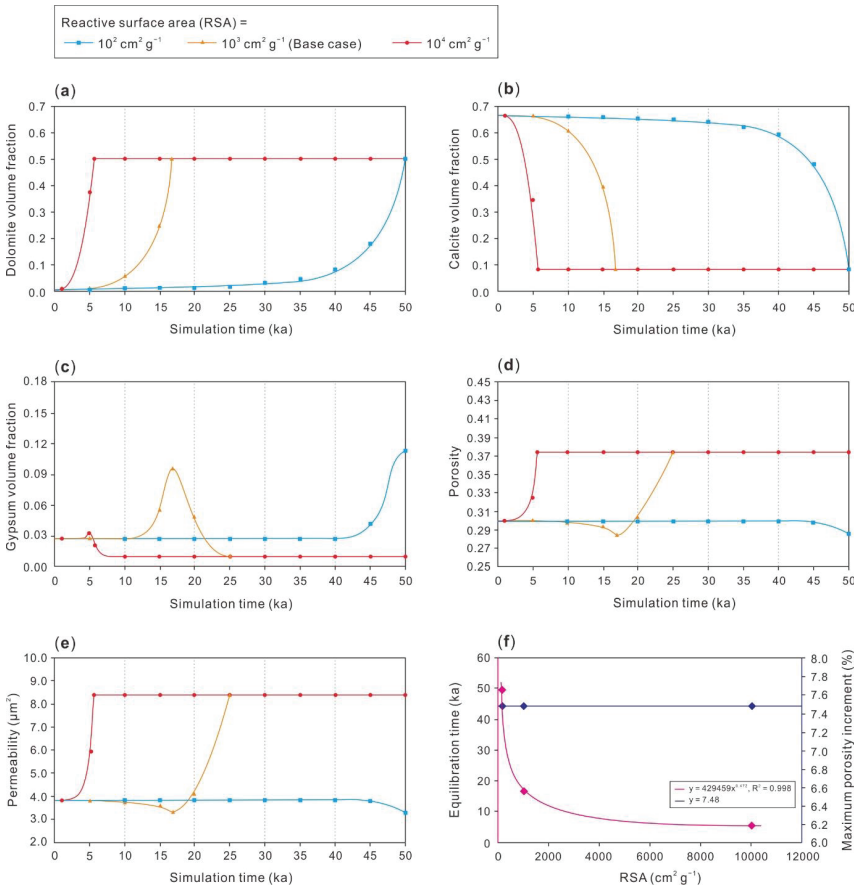 Reactive surface area (RSA) =
10² cm² g⁻¹ 10³ cm² g⁻¹ (Base case) 10⁴ cm² g⁻¹
(a)
Dolomite volume fraction
0.7
0.6
0.5
0.4
0.3
0.2
0.1
0.0
0 5 10 15 20 25 30 35 40 45 50
Simulation time (ka)
(b)
Calcite volume fraction
0.7
0.6
0.5
0.4
0.3
0.2
0.1
0.0
0 5 10 15 20 25 30 35 40 45 50
Simulation time (ka)
(c)
Gypsum volume fraction
0.18
0.15
0.12
0.09
0.06
0.03
0.00
0 5 10 15 20 25 30 35 40 45 50
Simulation time (ka)
(d)
Porosity
0.45
0.43
0.41
0.39
0.37
0.35
0.33
0.31
0.29
0.27
0.25
0 5 10 15 20 25 30 35 40 45 50
Simulation time (ka)
(e)
Permeability (μm²)
10.0
9.0
8.0
7.0
6.0
5.0
4.0
3.0
2.0
0 5 10 15 20 25 30 35 40 45 50
Simulation time (ka)
(f)
Equilibration time (ka)
60
50
40
30
20
10
0
0 2000 4000 6000 8000 10000 12000
RSA (cm² g⁻¹)
8.0
7.8
7.6
7.4
7.2
7.0
6.8
6.6
6.4
6.2
6.0
Maximum porosity increment (%)
y = 429459x , R² = 0.998
y = 7.48